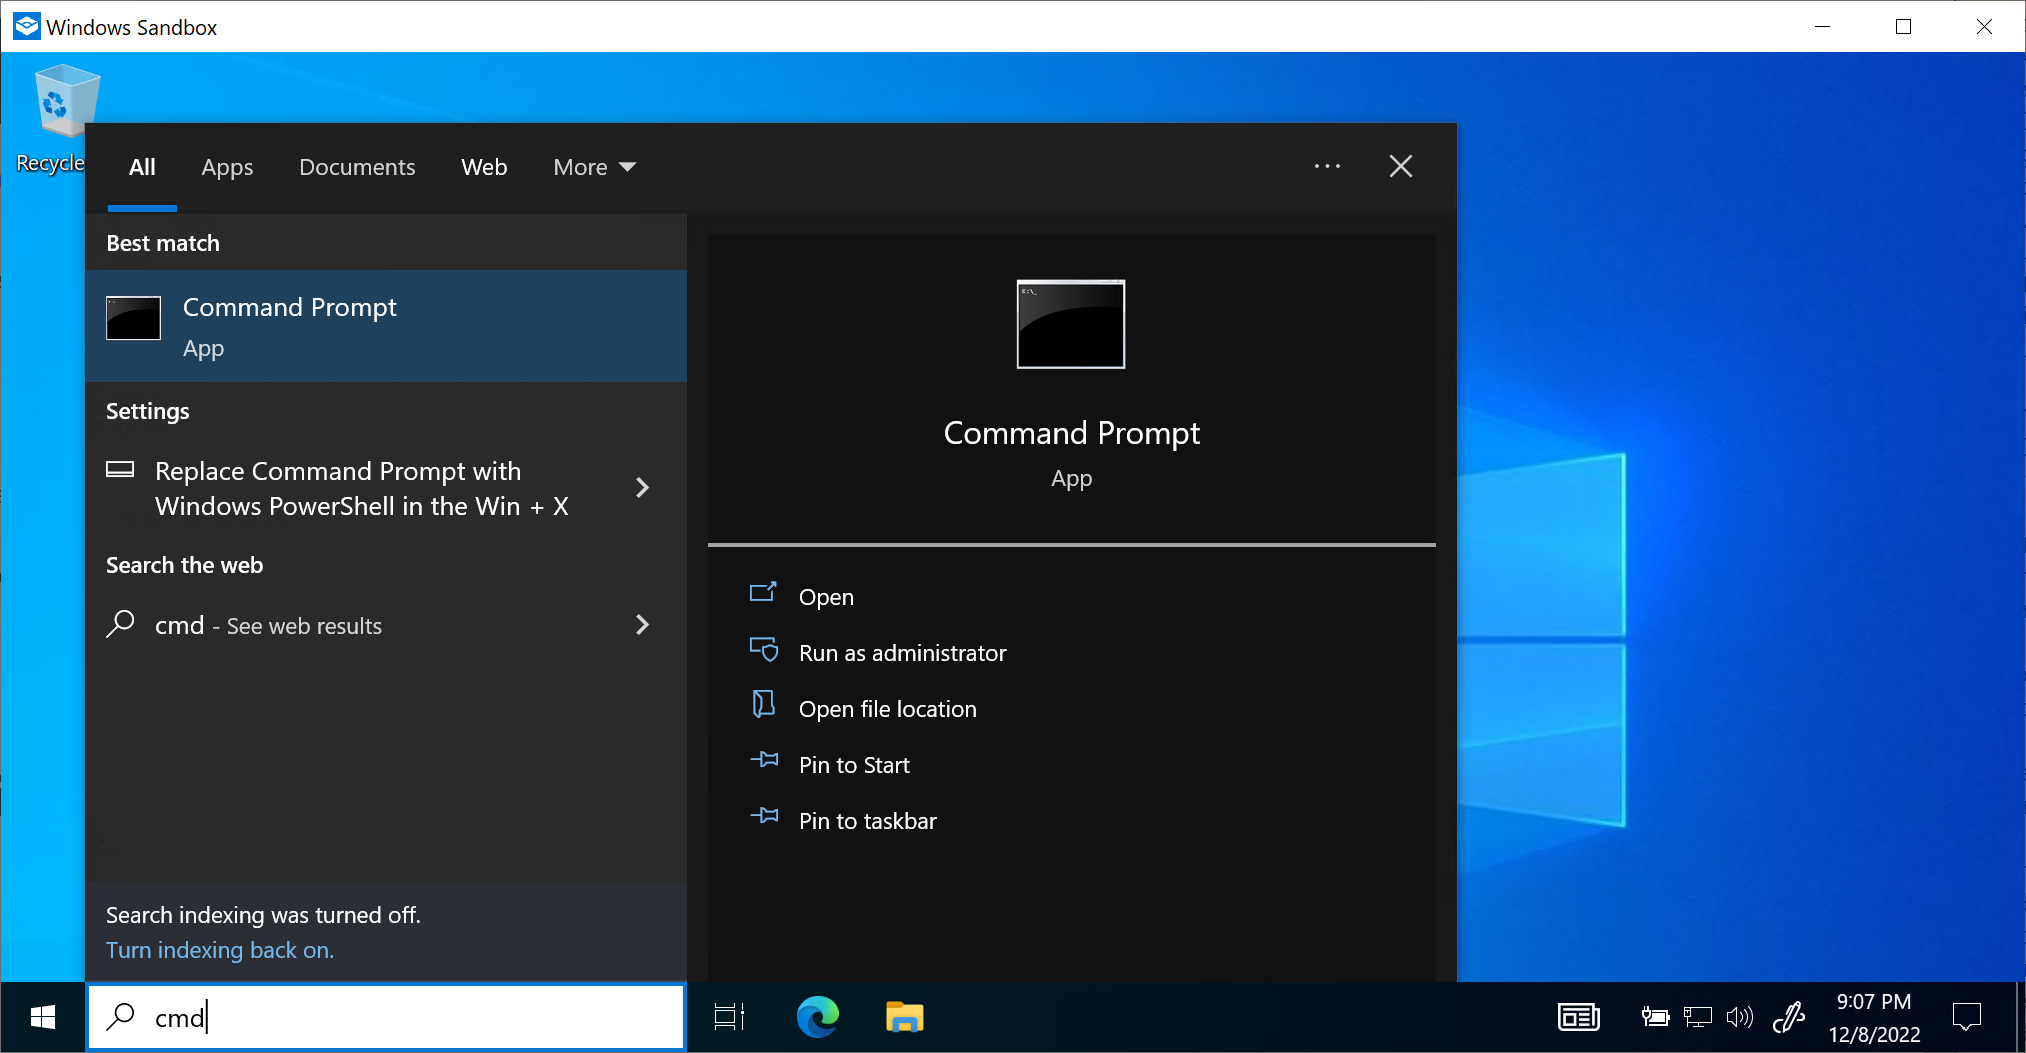 Windows Sandbox
Recycle
All Apps Documents Web More
Best match
Command Prompt
App
Settings
Replace Command Prompt with
Windows PowerShell in the Win + X
Search the web
cmd - See web results
Search indexing was turned off.
Turn indexing back on.
C:\_
Command Prompt
App
Open
Run as administrator
Open file location
Pin to Start
Pin to taskbar
cmd
9:07 PM
12/8/2022